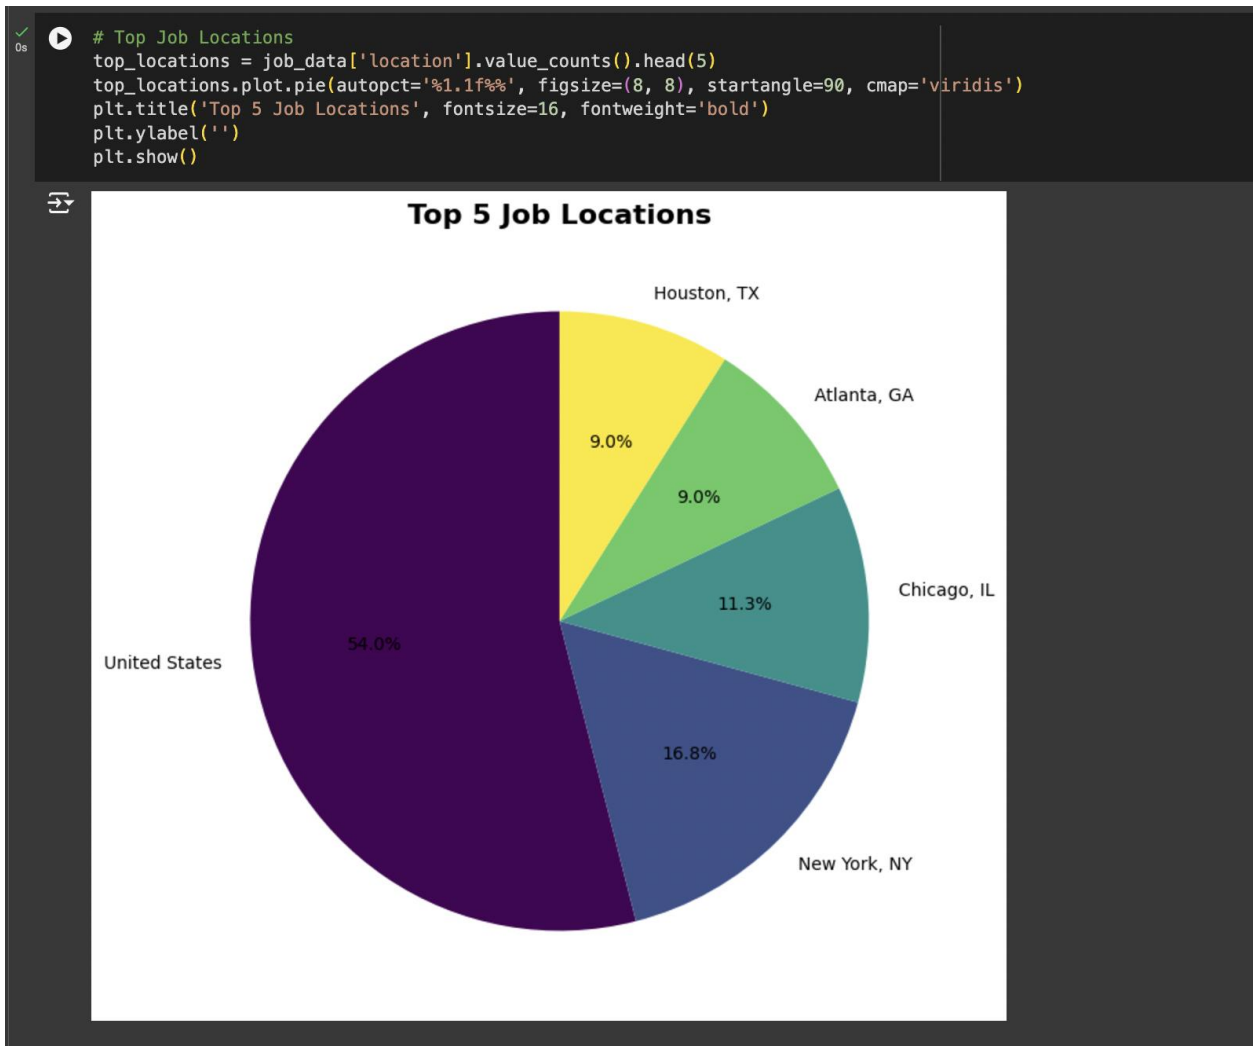 0s
# Top Job Locations
top_locations = job_data['location'].value_counts().head(5)
top_locations.plot.pie(autopct='%1.1f%%', figsize=(8, 8), startangle=90, cmap='viridis')
plt.title('Top 5 Job Locations', fontsize=16, fontweight='bold')
plt.ylabel('')
plt.show()
Top 5 Job Locations
Houston, TX
Atlanta, GA
9.0%
9.0%
Chicago, IL
11.3%
54.0%
United States
16.8%
New York, NY